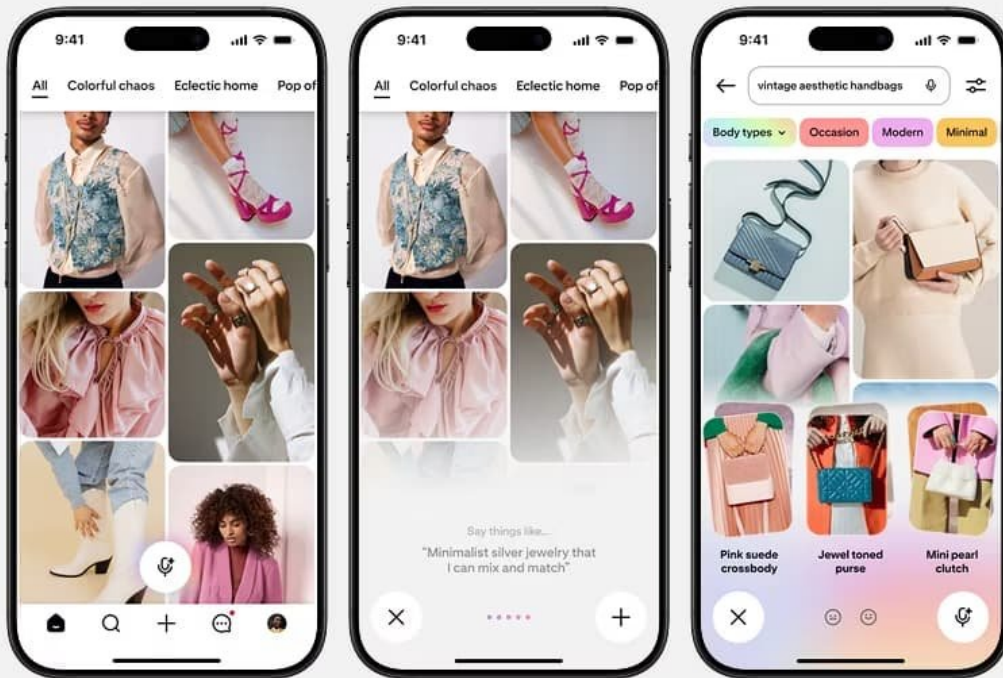 9:41
All Colorful chaos Eclectic home Pop of
9:41
All Colorful chaos Eclectic home Pop of
Say things like...
"Minimalist silver jewelry that
I can mix and match"
9:41
vintage aesthetic handbags
Body types Occasion Modern Minimal
Pink suede
crossbody
Jewel toned
purse
Mini pearl
clutch